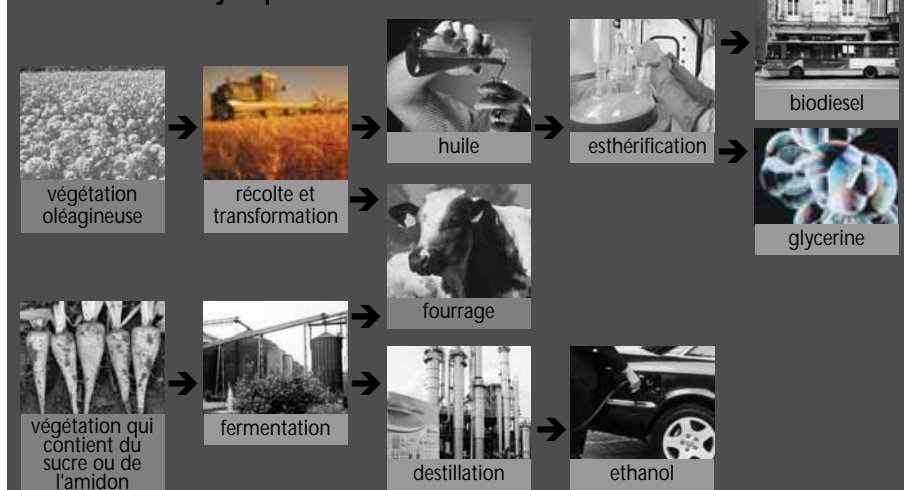 végétation
oléagineuse
récolte et
transformation
huile
esthérification
biodiesel
glycerine
fourrage
végétation qui
contient du
sucre ou de
l'amidon
fermentation
destillation
ethanol